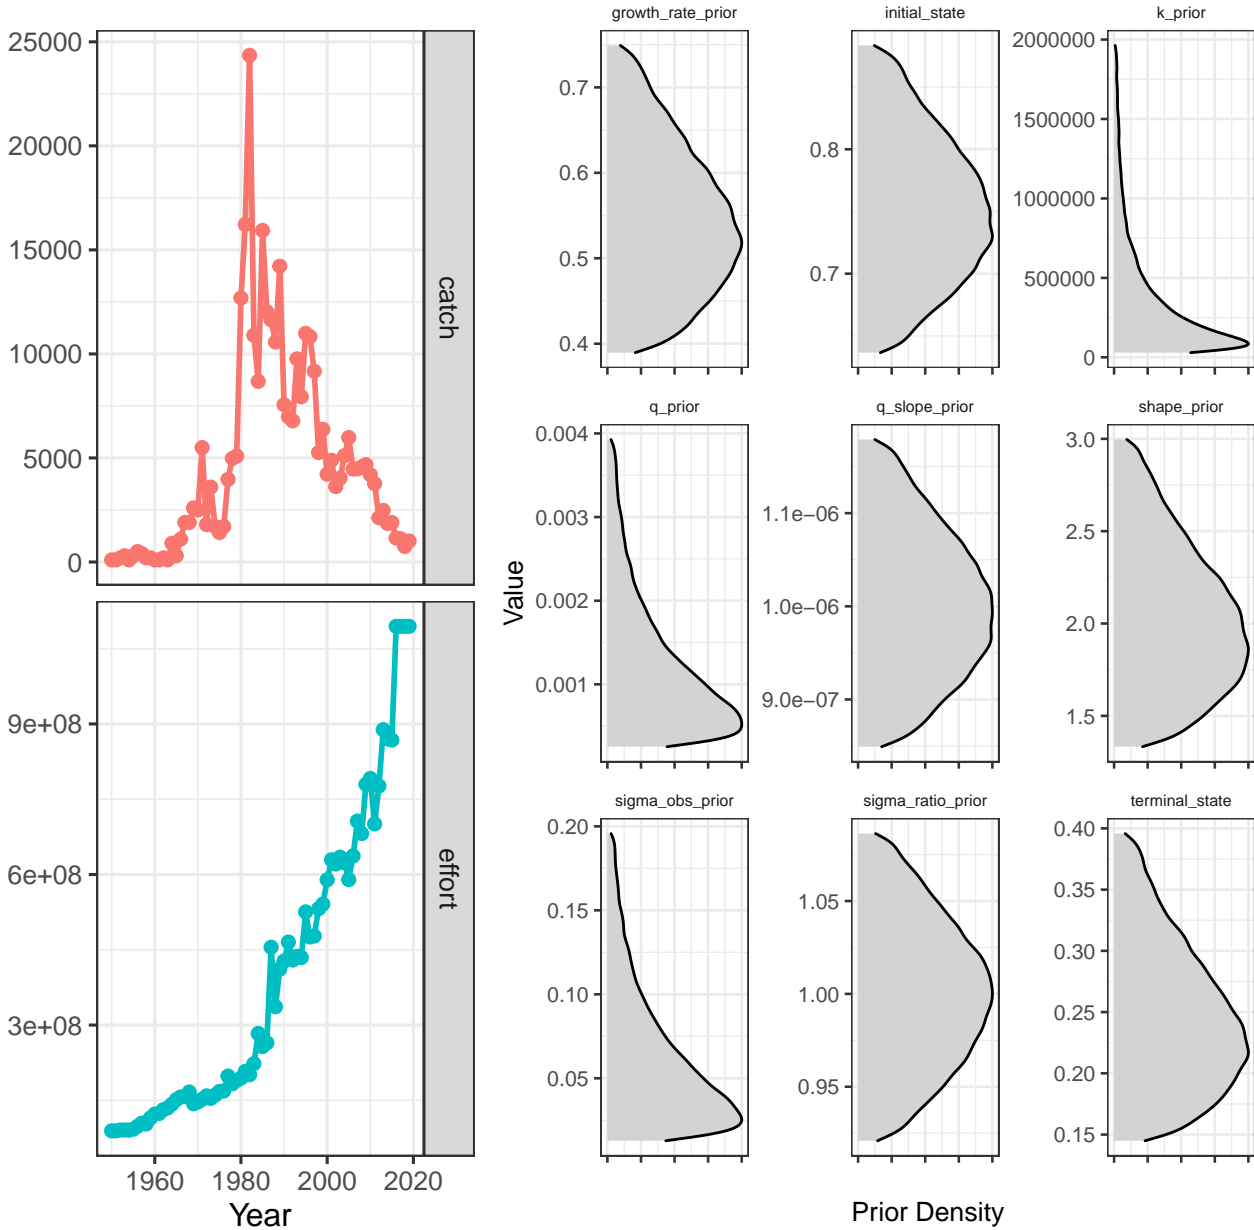 25000
20000
15000
10000
5000
0
catch
9e+08
6e+08
3e+08
effort
1960
1980
2000
2020
Year
growth_rate_prior
0.7
0.6
0.5
0.4
initial_state
0.8
0.7
k_prior
2000000
1500000
1000000
500000
0
q_prior
0.004
0.003
0.002
0.001
q_slope_prior
1.1e-06
1.0e-06
9.0e-07
shape_prior
3.0
2.5
2.0
1.5
sigma_obs_prior
0.20
0.15
0.10
0.05
sigma_ratio_prior
1.05
1.00
0.95
terminal_state
0.40
0.35
0.30
0.25
0.20
0.15
Value
Prior Density